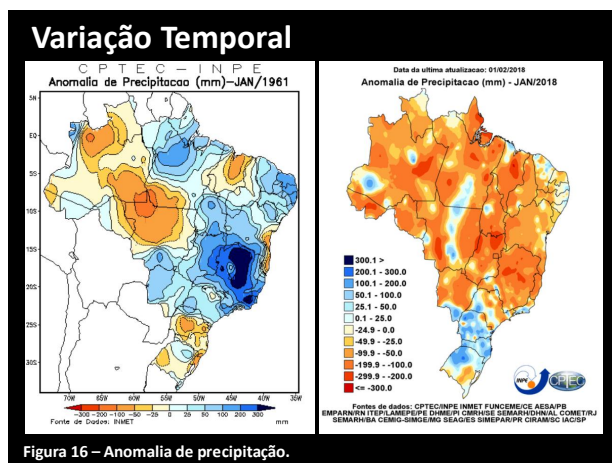 Variação Temporal
CPTEC-INPE
Anomalia de Precipitacao (mm)-JAN/1961
5N
E0
5S
10S
15S
20S
25S
30S
70W 65W 60W 55W 50W 45W 40W 35W
-300 -200 -100 -50 -25 0 25 50 100 200 300 mm
Fonte de Dados: INMET
Data da ultima atualizacao: 01/02/2018
Anomalia de Precipitação (mm) - JAN/2018
300.1 >
200.1 - 300.0
100.1 - 200.0
50.1 - 100.0
25.1 - 50.0
0.1 - 25.0
-24.9 - 0.0
-49.9 - -25.0
-99.9 - -50.0
-199.9 - -100.0
-299.9 - -200.0
<= -300.0
INPE CPTEC
Fontes de dados: CPTEC/INPE INMET FUNCEME/CE AESA/PB
EMPARN/RN ITEP/LAMEPE/PE DHME/PI CMRH/SE SEMARH/DHN/AL COMET/RJ
SEMARH/BA CEMIG-SIMGE/MG SEAG/ES SIMEPAR/PR CIRAM/SC IAC/SP
Figura 16 – Anomalia de precipitação.